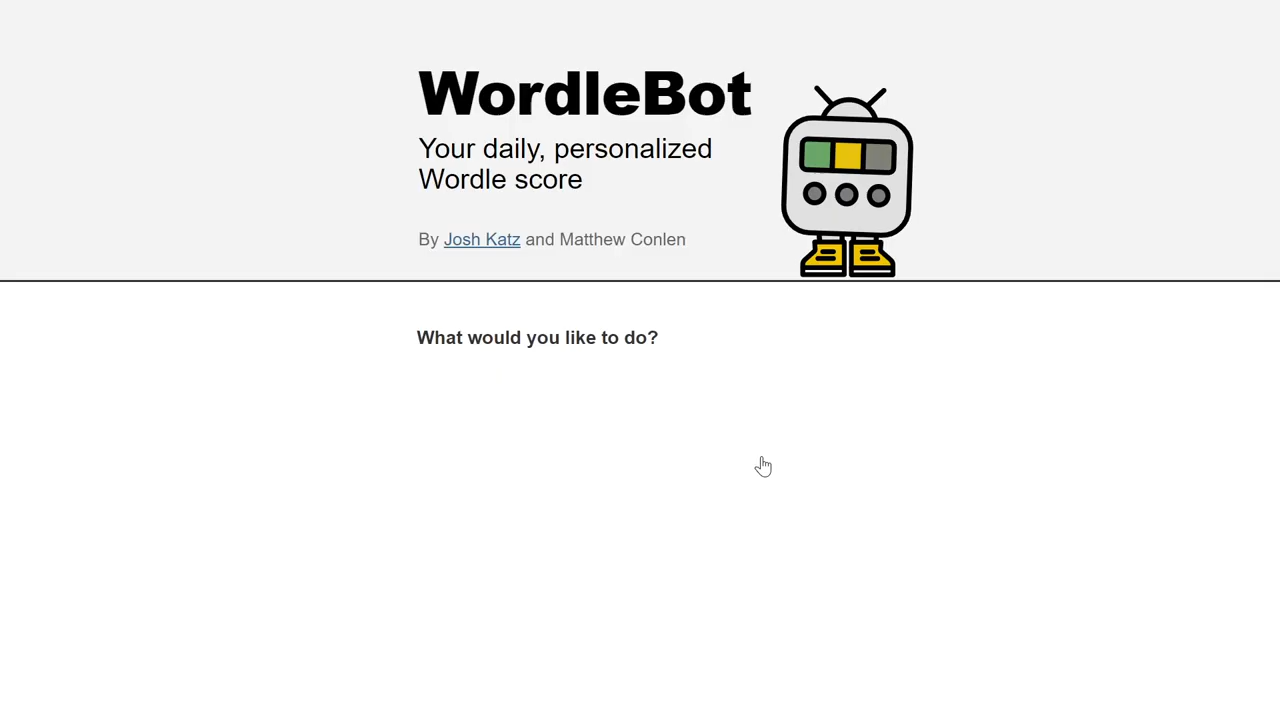 WordleBot
Your daily, personalized
Wordle score
By Josh Katz and Matthew Conlen
What would you like to do?